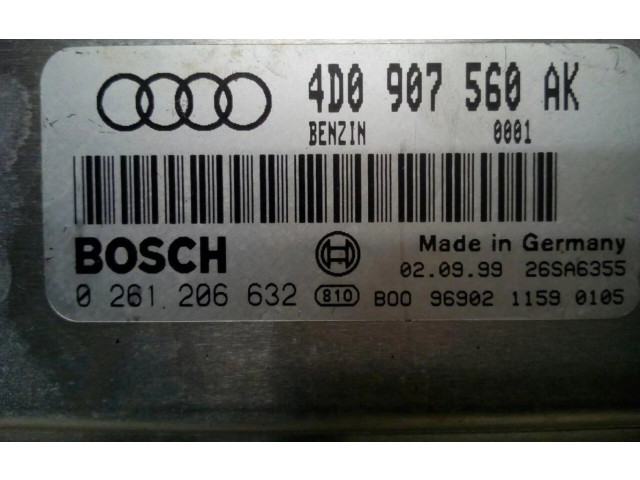 4D0 907 560 AK
BENZIN 0001
BOSCH
Made in Germany
02.09.99 26SA6355
0 261 206 632 810 B00 96902 1159 0105